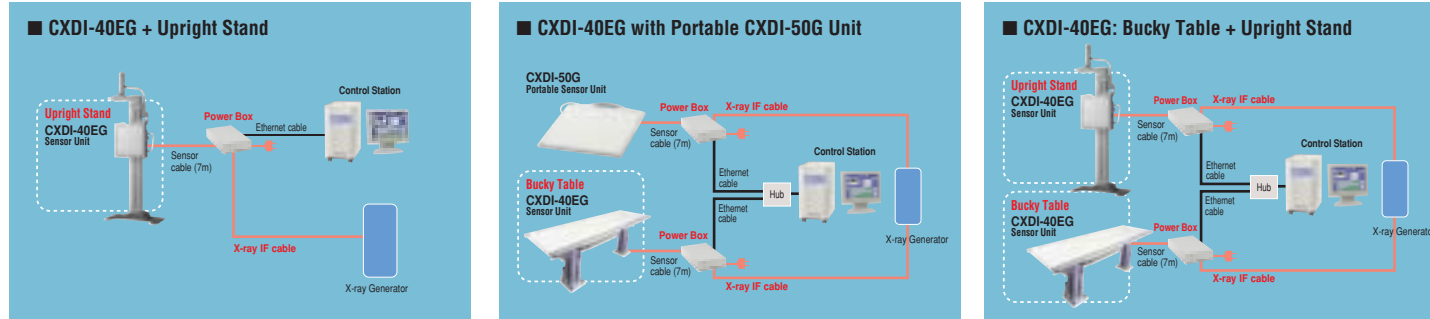 ■ CXDI-40EG + Upright Stand
Control Station
Upright Stand
CXDI-40EG
Sensor Unit
Power Box
Ethernet cable
Sensor
cable (7m)
X-ray IF cable
X-ray Generator
■ CXDI-40EG with Portable CXDI-50G Unit
CXDI-50G
Portable Sensor Unit
Power Box
X-ray IF cable
Sensor
cable (7m)
Control Station
Ethernet
cable
Hub
Bucky Table
CXDI-40EG
Sensor Unit
Ethernet
cable
Power Box
X-ray Generator
Sensor
cable (7m)
X-ray IF cable
■ CXDI-40EG: Bucky Table + Upright Stand
Upright Stand
CXDI-40EG
Sensor Unit
Power Box
X-ray IF cable
Sensor
cable (7m)
Control Station
Ethernet
cable
Hub
Bucky Table
CXDI-40EG
Sensor Unit
Ethernet
cable
Power Box
X-ray Generator
Sensor
cable (7m)
X-ray IF cable